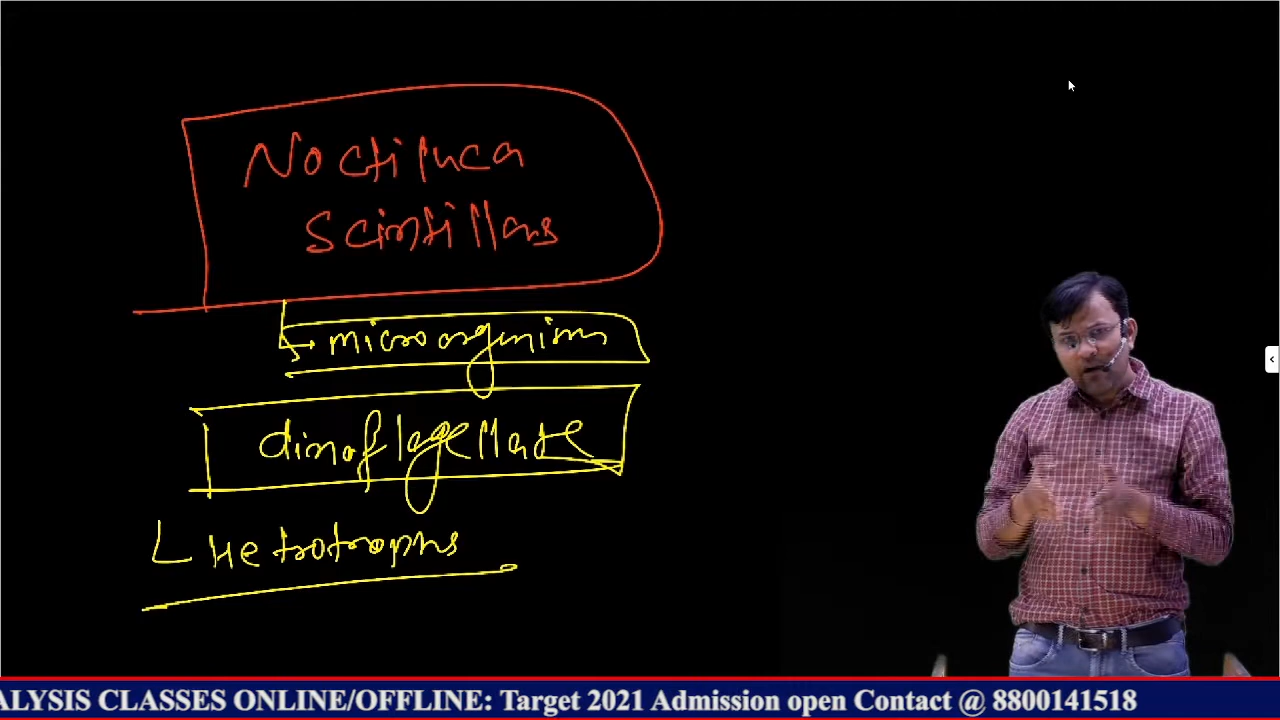 Noctiluca
Scintillans
microorganism
dinoflagellate
Hetrotrophs
ALYSIS CLASSES ONLINE/OFFLINE: Target 2021 Admission open Contact @ 8800141518